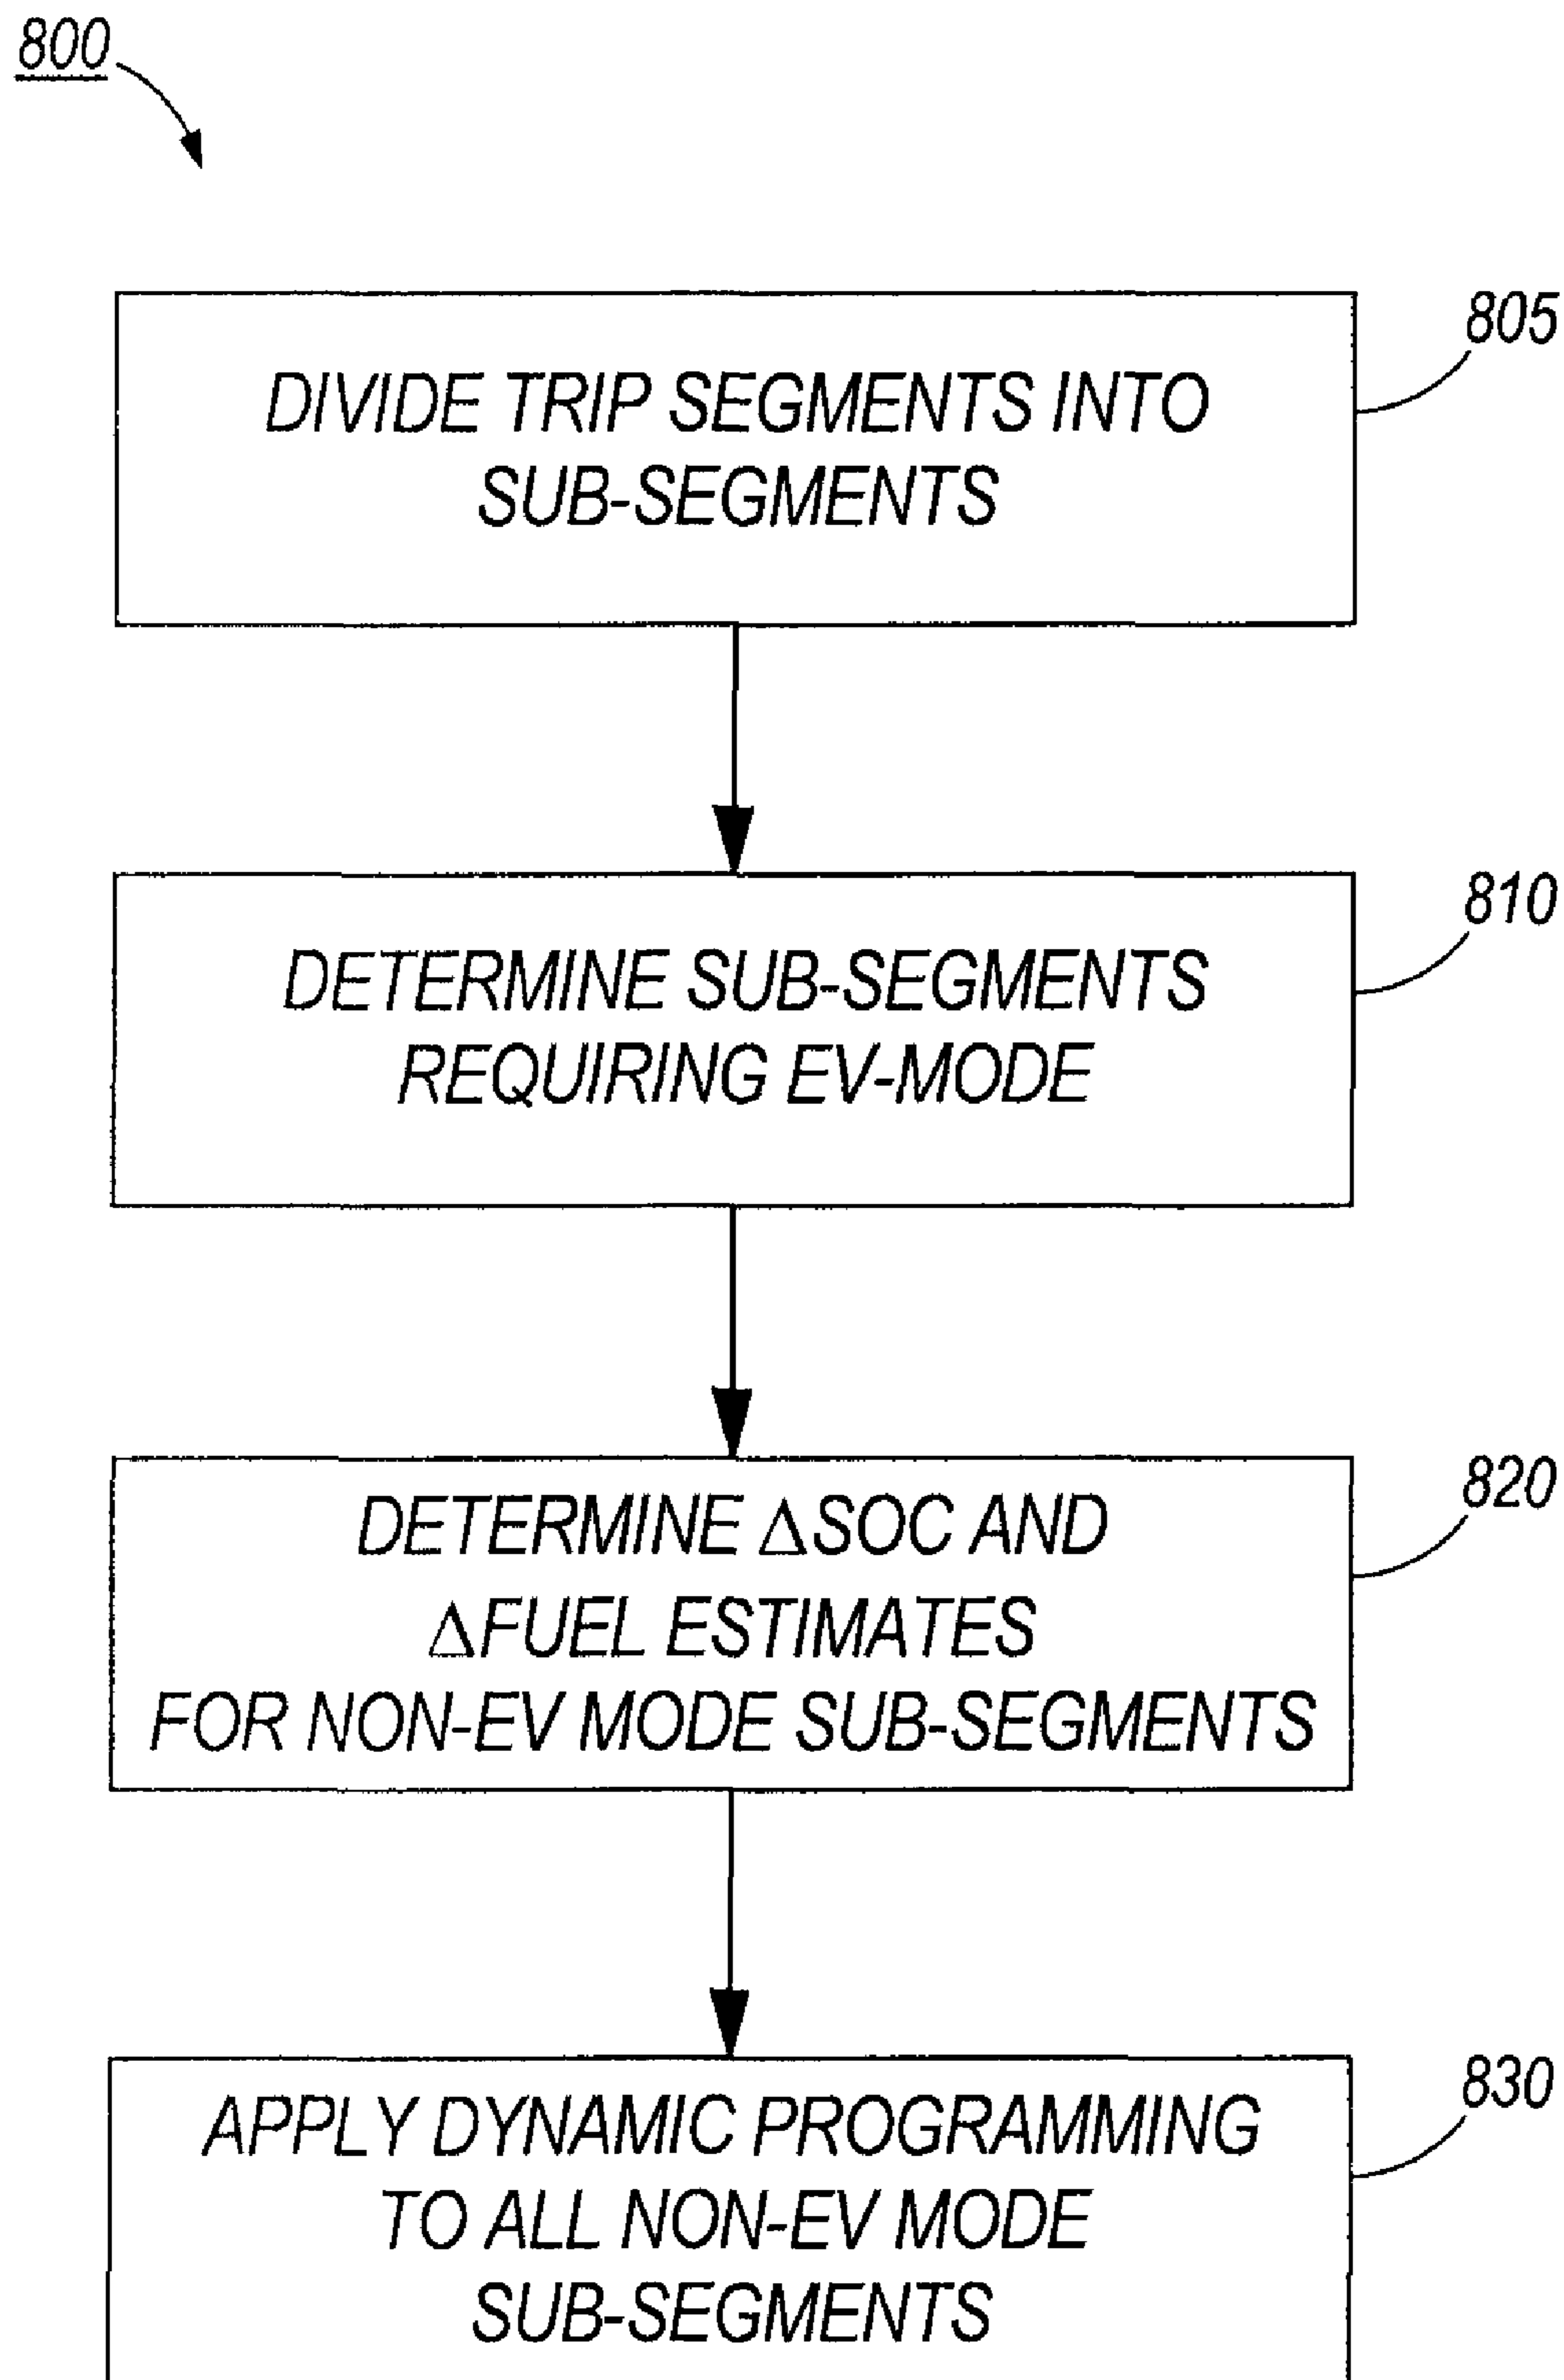 800
805
DIVIDE TRIP SEGMENTS INTO
SUB-SEGMENTS
810
DETERMINE SUB-SEGMENTS
REQUIRING EV-MODE
820
DETERMINE ΔSOC AND
ΔFUEL ESTIMATES
FOR NON-EV MODE SUB-SEGMENTS
830
APPLY DYNAMIC PROGRAMMING
TO ALL NON-EV MODE
SUB-SEGMENTS